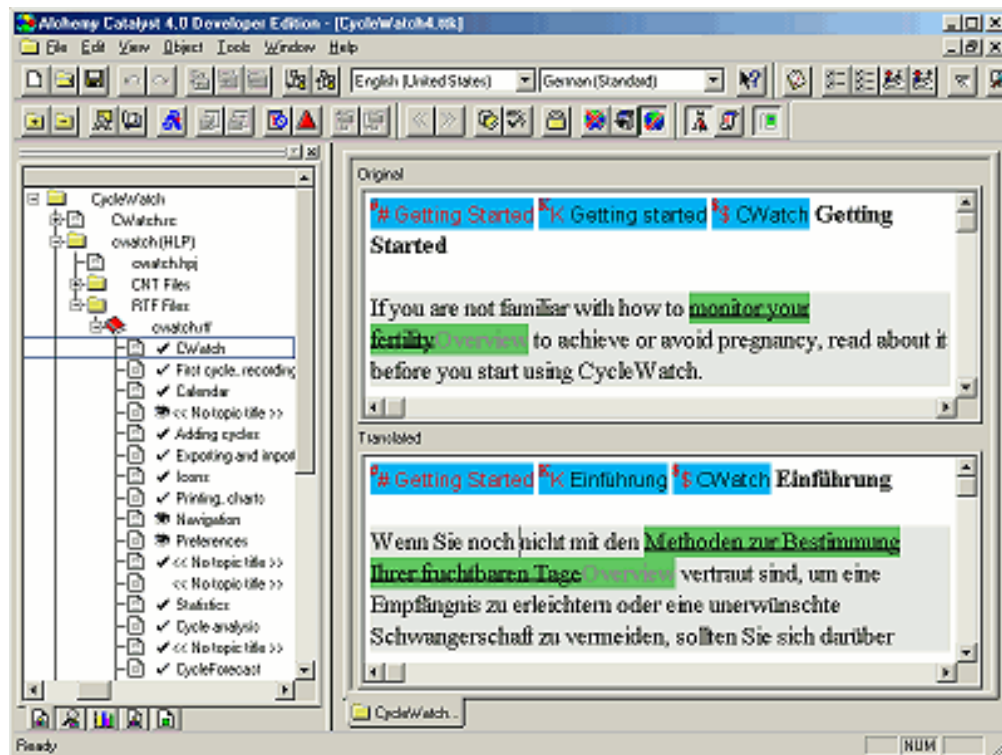 Alchemy Catalyst 4.0 Developer Edition - [CycleWatch4.ttk]
File Edit View Object Tools Window Help
English (United States) German (Standard)
CycleWatch
CWatch.rc
cwatch (HLP)
cwatch.hpj
CNT Files
RTF Files
cwatch.rtf
CWatch
First cycle, recording
Calendar
<< No topic title >>
Adding cycles
Exporting and import
Icons
Printing, charts
Navigation
Preferences
<< No topic title >>
<< No topic title >>
Statistics
Cycle analysis
<< No topic title >>
CycleForecast
Original
## Getting Started KK Getting started $$ CWatch Getting
Started
If you are not familiar with how to monitor your
fertilityOverview to achieve or avoid pregnancy, read about it
before you start using CycleWatch.
Translated
## Getting Started KK Einführung $$ CWatch Einführung
Wenn Sie noch nicht mit den Methoden zur Bestimmung
Ihrer fruchtbaren TageOverview vertraut sind, um eine
Empfängnis zu erleichtern oder eine unerwünschte
Schwangerschaft zu vermeiden, sollten Sie sich darüber
CycleWatch...
Ready
NUM